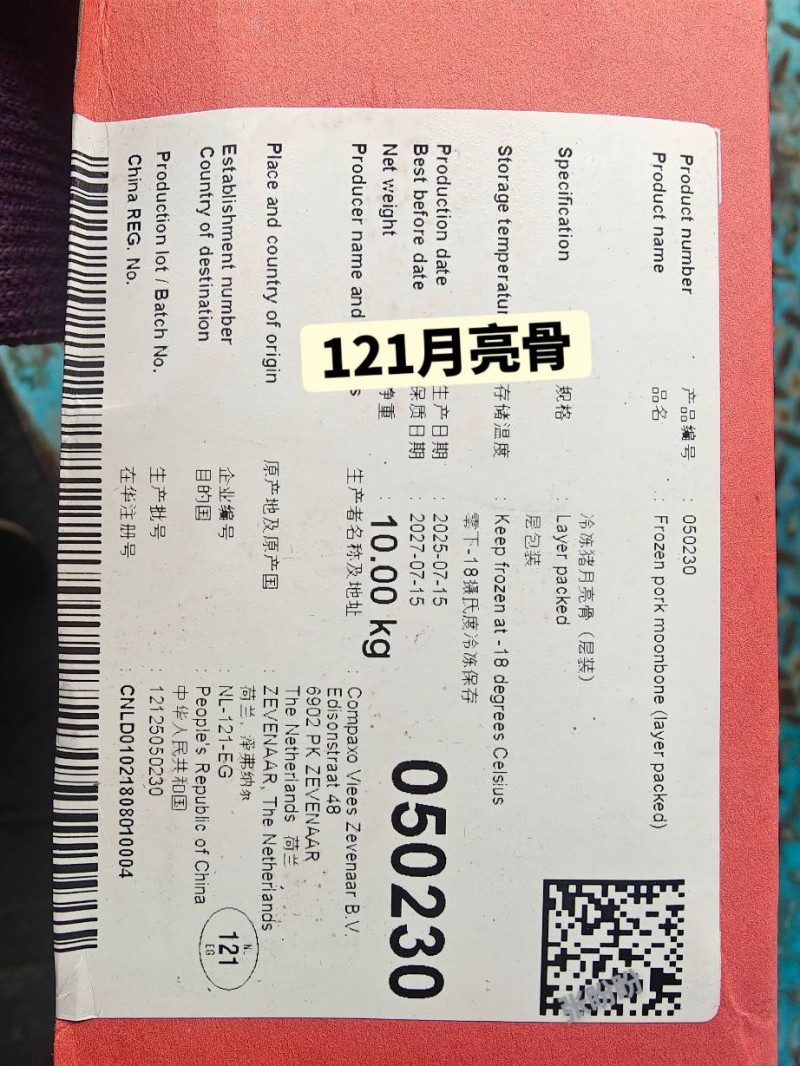 Product number 产品编号 : 050230
Product name 品名 : Frozen pork moonbone (layer packed)
冷冻猪月亮骨（层装）
Specification 规格 : Layer packed
层包装
Storage temperatur 存储温度 : Keep frozen at -18 degrees Celsius
零下-18摄氏度冷冻保存
Production date 生产日期 : 2025-07-15
Best before date 保质日期 : 2027-07-15
Net weight 净重 : 10.00 kg
050230
Producer name and s 生产者名称及地址 : Compaxo Vlees Zevenaar B.V.
Edisonstraat 48
6902 PK ZEVENAAR
The Netherlands 荷兰
Place and country of origin 原产地及原产国 : ZEVENAAR, The Netherlands
荷兰, 泽弗纳尔
Establishment number 企业编号 : NL-121-EG
Country of destination 目的国 : People's Republic of China
中华人民共和国
Production lot / Batch No. 生产批号 : 12125050230
China REG. No. 在华注册号 : CNLD01021808010004
NL
121
EG
121月亮骨